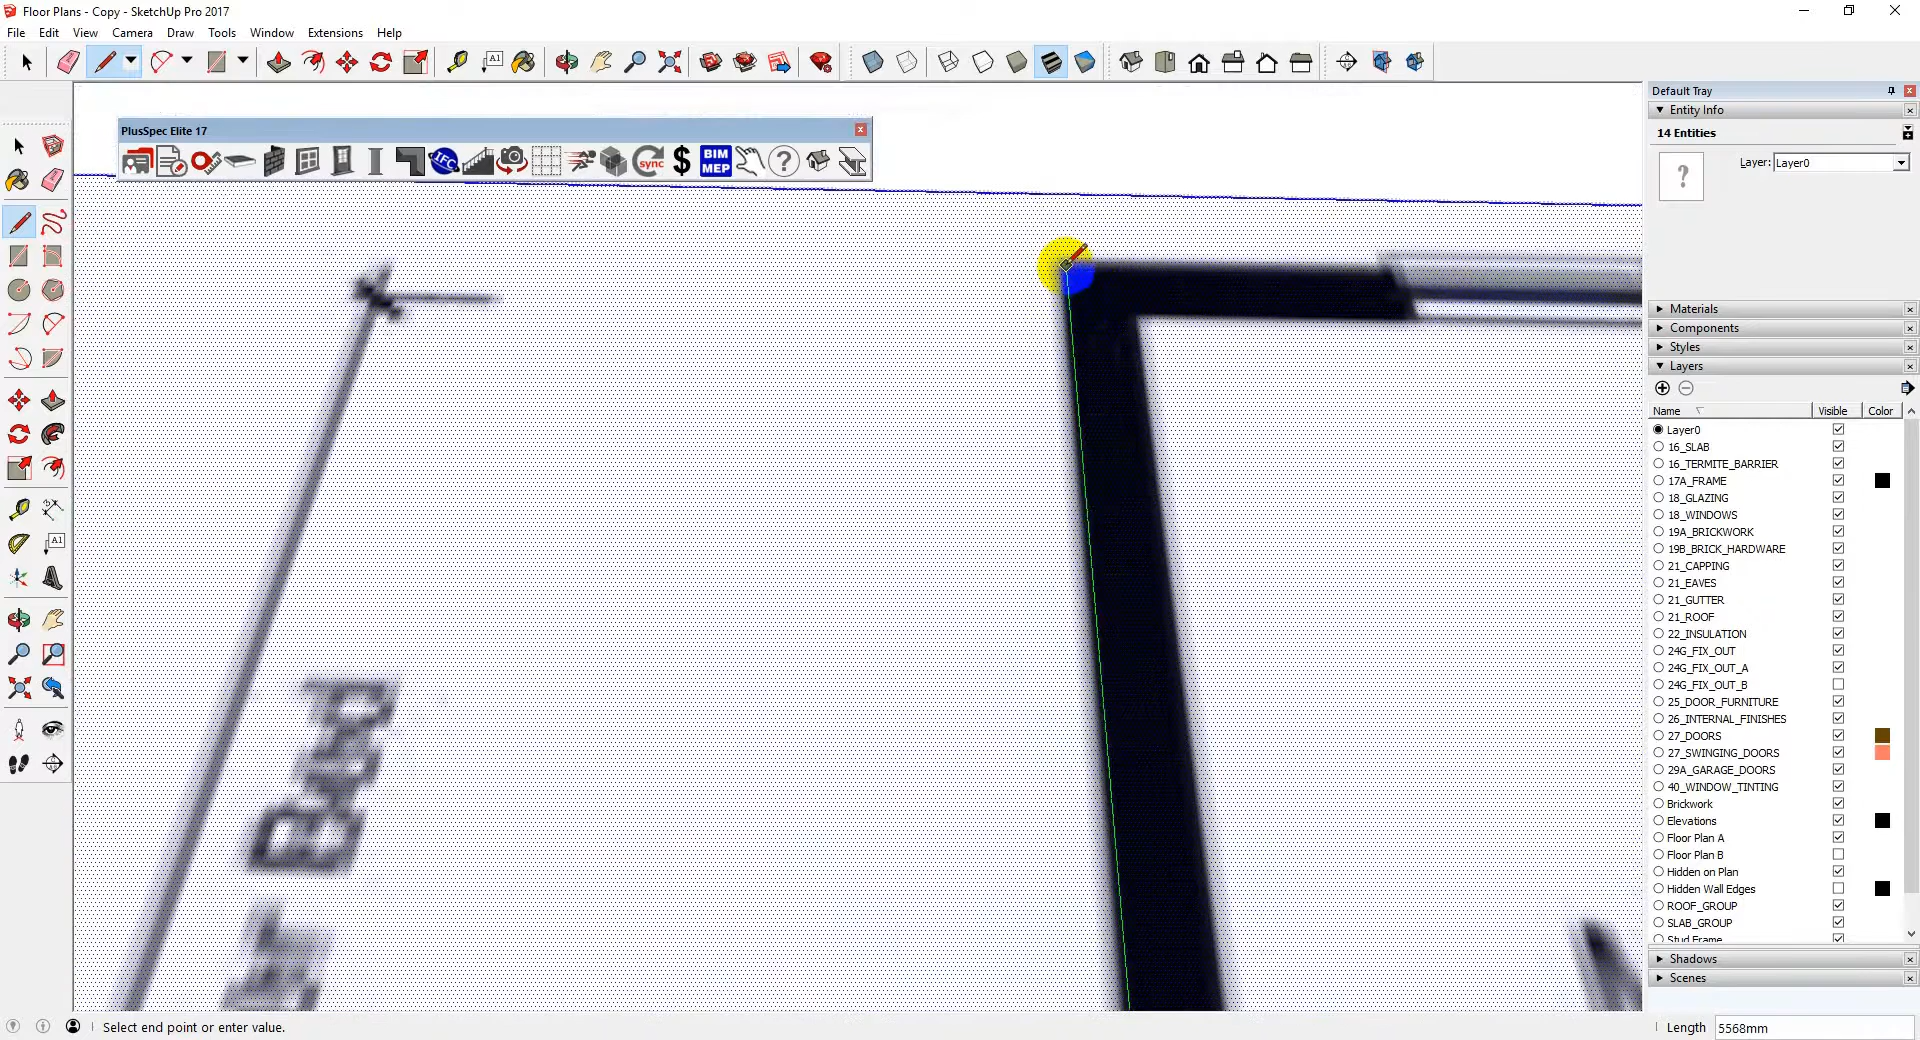 Floor Plans - Copy - SketchUp Pro 2017
File Edit View Camera Draw Tools Window Extensions Help
A1
Default Tray
Entity Info
14 Entities
Layer: Layer0
?
PlusSpec Elite 17
IFC
sync
$
BIM
MEP
?
A1
Materials
Components
Styles
Layers
Name Visible Color
Layer0
16_SLAB
16_TERMITE_BARRIER
17A_FRAME
18_GLAZING
18_WINDOWS
19A_BRICKWORK
19B_BRICK_HARDWARE
21_CAPPING
21_EAVES
21_GUTTER
21_ROOF
22_INSULATION
24G_FIX_OUT
24G_FIX_OUT_A
24G_FIX_OUT_B
25_DOOR_FURNITURE
26_INTERNAL_FINISHES
27_DOORS
27_SWINGING_DOORS
29A_GARAGE_DOORS
40_WINDOW_TINTING
Brickwork
Elevations
Floor Plan A
Floor Plan B
Hidden on Plan
Hidden Wall Edges
ROOF_GROUP
SLAB_GROUP
Stud Frame
Shadows
Scenes
Select end point or enter value.
Length 5568mm